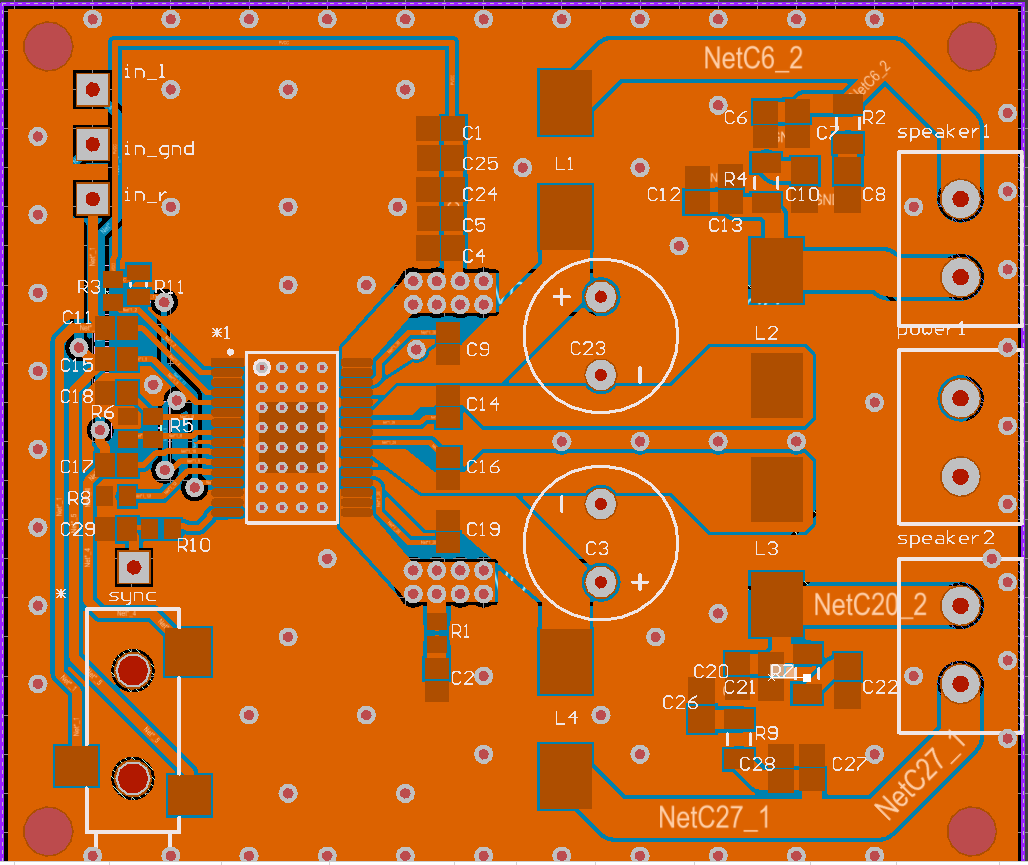 NetC6_2
NetC6_2
in_l
in_gnd
in_r
C1
C25
C24
C5
C4
L1
C6
C7
R2
speaker1
R4
C12
C10
C8
C13
R3
R11
C11
*1
C9
C23
L2
power1
C15
C18
R6
R5
C14
C17
C16
R8
C29
R10
C19
C3
L3
speaker2
sync
*
R1
C2
NetC20_2
C20
C21
R7
C22
C26
L4
R9
C28
C27
NetC27_1
NetC27_1